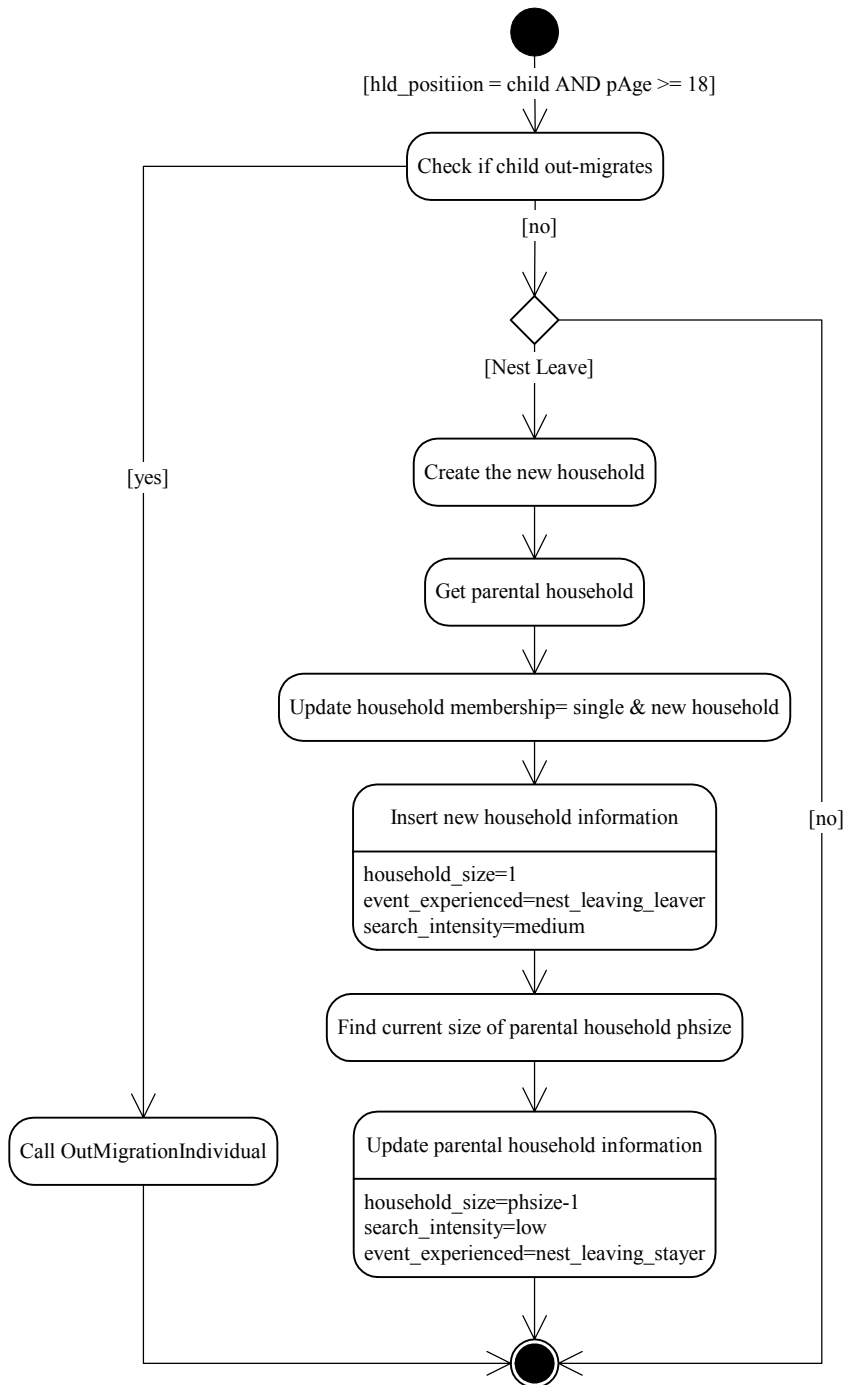 [hld_positiion = child AND pAge >= 18]
Check if child out-migrates
[no]
[Nest Leave]
[yes]
Create the new household
Get parental household
Update household membership= single & new household
Insert new household information
[no]
household_size=1
event_experienced=nest_leaving_leaver
search_intensity=medium
Find current size of parental household phsize
Call OutMigrationIndividual
Update parental household information
household_size=phsize-1
search_intensity=low
event_experienced=nest_leaving_stayer